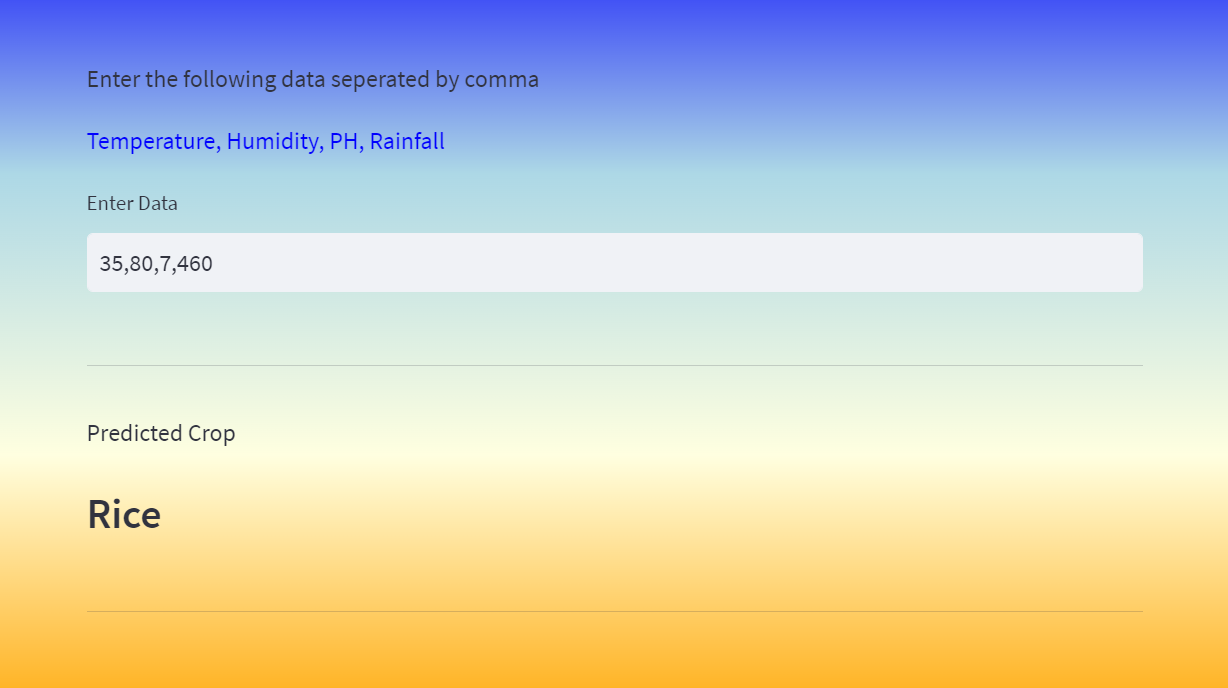 Enter the following data seperated by comma
Temperature, Humidity, PH, Rainfall
Enter Data
35,80,7,460
Predicted Crop
Rice